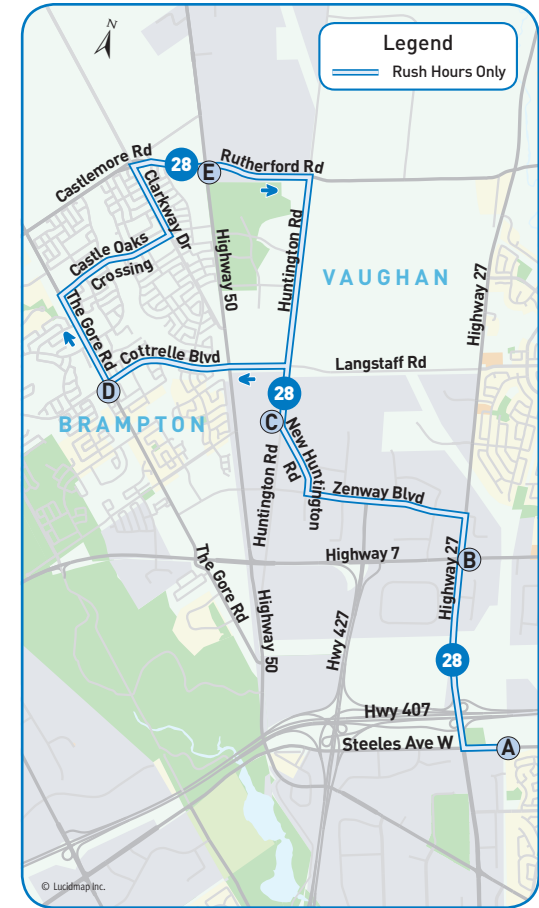 N
Legend
Rush Hours Only
Castlemore Rd
28
E
Rutherford Rd
Clarkway Dr
Castle Oaks
Crossing
Highway 50
Huntington Rd
VAUGHAN
Highway 27
The Gore Rd
Cottrelle Blvd
Langstaff Rd
D
28
BRAMPTON
C
New Huntington
Rd
Huntington Rd
Zenway Blvd
Highway 7
Highway 27
B
The Gore Rd
Highway 50
Hwy 427
28
Hwy 407
Steeles Ave W
A
© Lucidmap Inc.